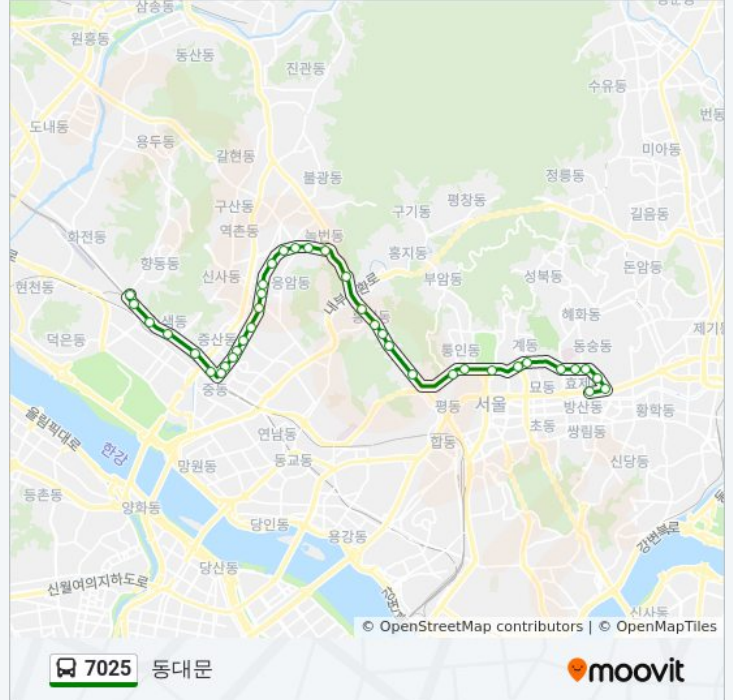 삼송동
원흥동
동산동
진관동
수유동
번동
도내동
용두동
갈현동
미아동
불광동
정릉동
구산동
평창동
구기동
길음동
역촌동
녹번동
화전동
향동동
신사동
응암동
홍지동
부암동
성북동
돈암동
현천동
내부
환로
덕은동
증산동
통인동
계동
혜화동
동숭동
제기
중동
묘동
효제
평동
서울
방산동
황학동
올림픽대로
한강
연남동
합동
초동
쌍림동
망원동
동교동
신당동
등촌동
양화동
당인동
용강동
강변북로
당산동
신월여의지하도로
신사동
© OpenStreetMap contributors | © OpenMapTiles
7025 동대문
moovit